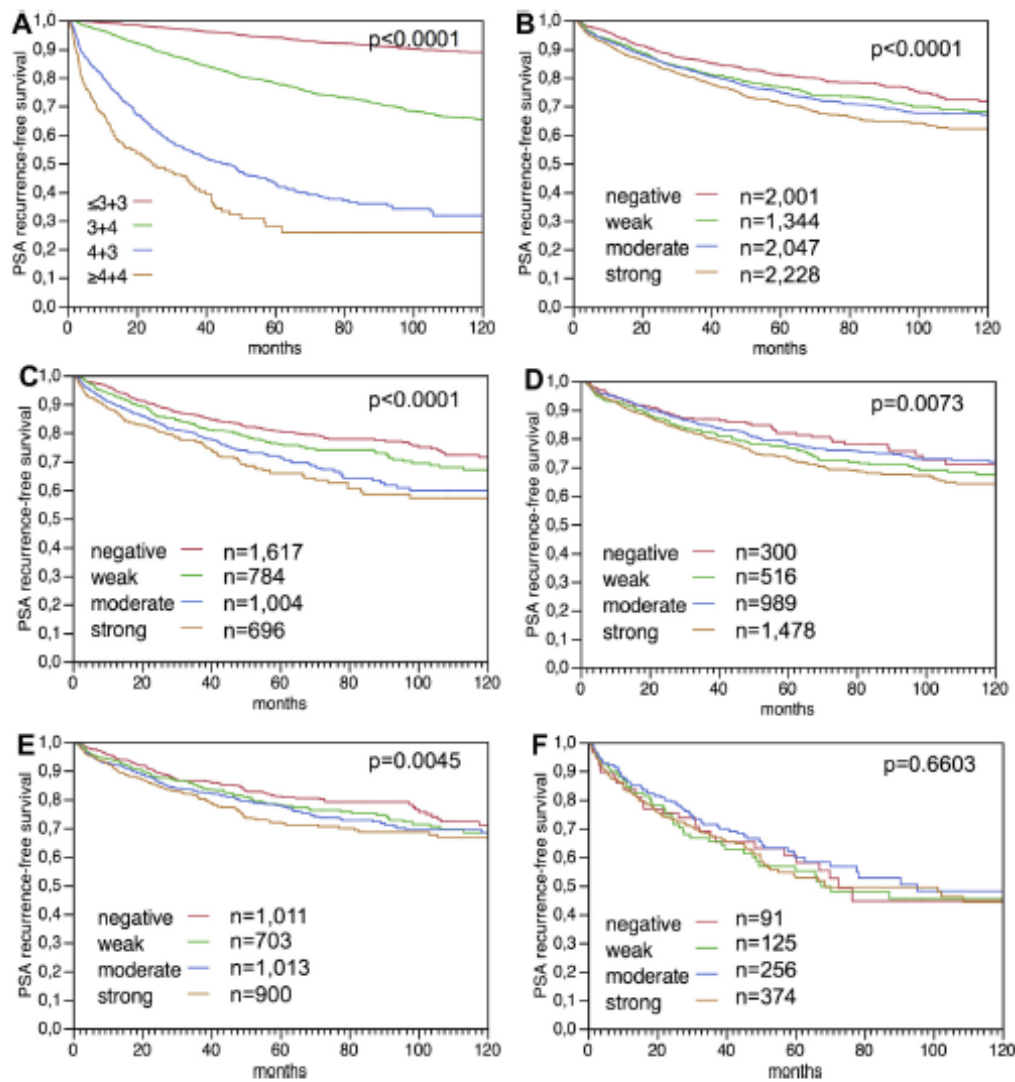 A
p<0.0001
PSA recurrence-free survival
1,0
0,9
0,8
0,7
0,6
0,5
0,4
0,3
0,2
0,1
0,0
≤3+3
3+4
4+3
≥4+4
0 20 40 60 80 100 120
months
B
p<0.0001
PSA recurrence-free survival
1,0
0,9
0,8
0,7
0,6
0,5
0,4
0,3
0,2
0,1
0,0
negative n=2,001
weak n=1,344
moderate n=2,047
strong n=2,228
0 20 40 60 80 100 120
months
C
p<0.0001
PSA recurrence-free survival
1,0
0,9
0,8
0,7
0,6
0,5
0,4
0,3
0,2
0,1
0,0
negative n=1,617
weak n=784
moderate n=1,004
strong n=696
0 20 40 60 80 100 120
months
D
p=0.0073
PSA recurrence-free survival
1,0
0,9
0,8
0,7
0,6
0,5
0,4
0,3
0,2
0,1
0,0
negative n=300
weak n=516
moderate n=989
strong n=1,478
0 20 40 60 80 100 120
months
E
p=0.0045
PSA recurrence-free survival
1,0
0,9
0,8
0,7
0,6
0,5
0,4
0,3
0,2
0,1
0,0
negative n=1,011
weak n=703
moderate n=1,013
strong n=900
0 20 40 60 80 100 120
months
F
p=0.6603
PSA recurrence-free survival
1,0
0,9
0,8
0,7
0,6
0,5
0,4
0,3
0,2
0,1
0,0
negative n=91
weak n=125
moderate n=256
strong n=374
0 20 40 60 80 100 120
months